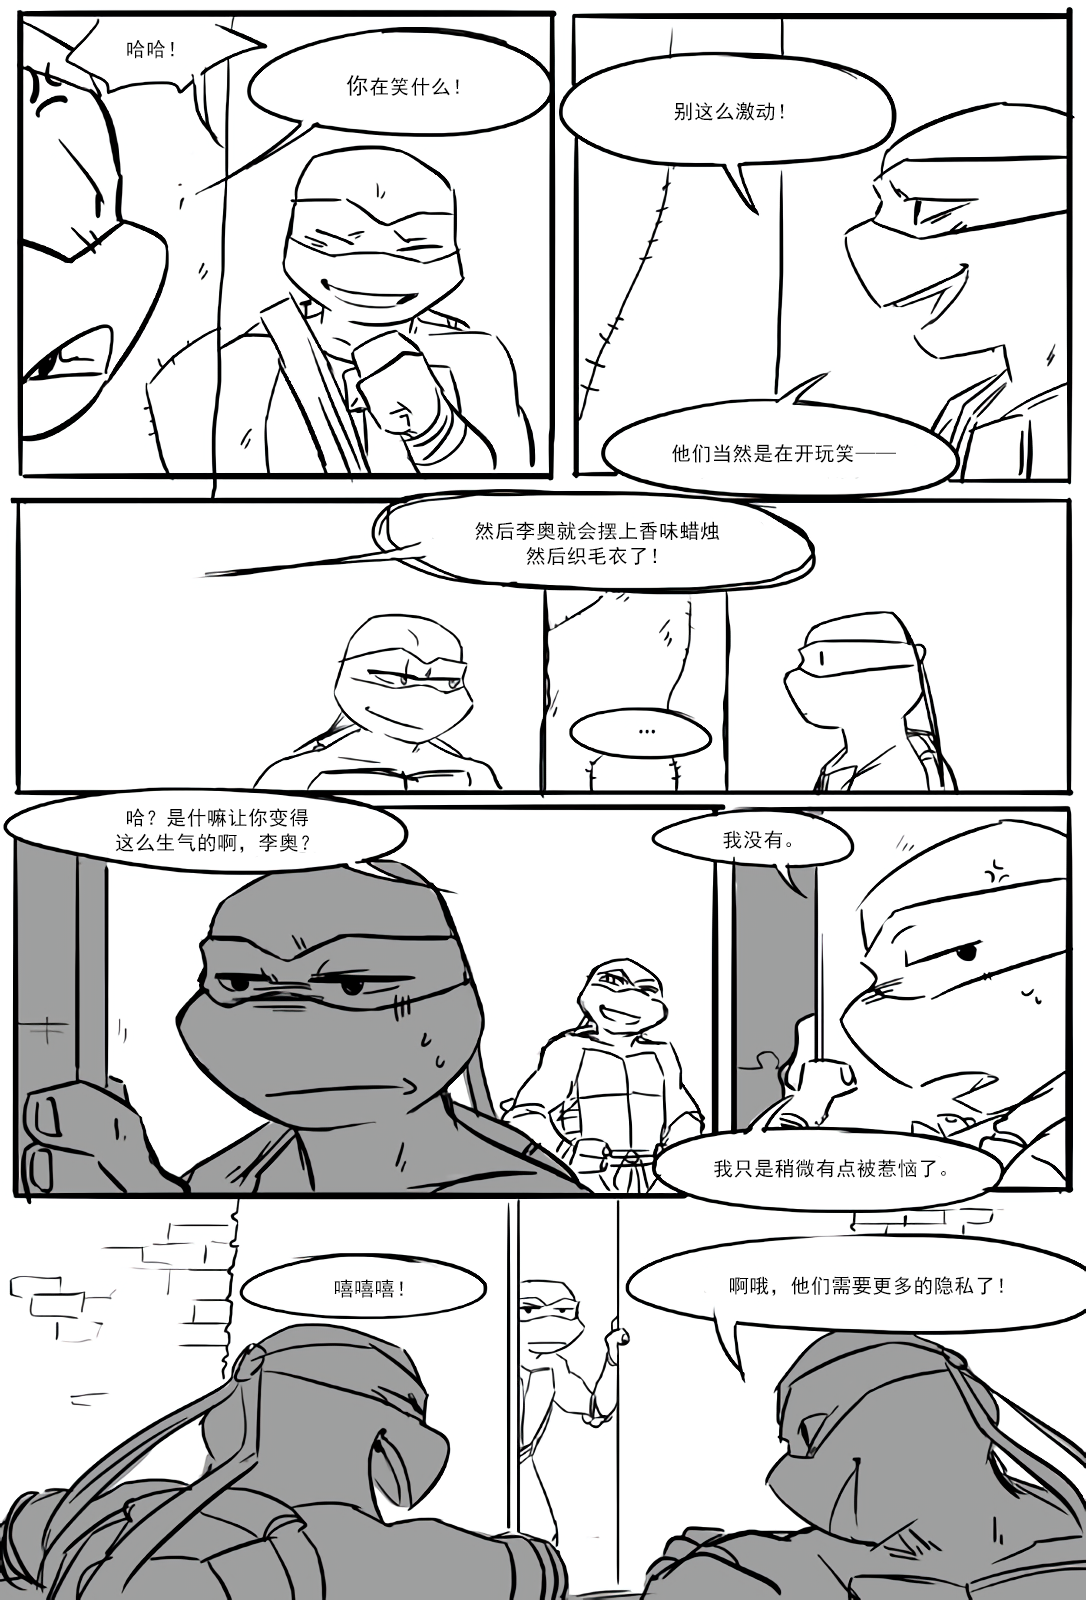 哈哈！
你在笑什么！
别这么激动！
他们当然是在开玩笑——
然后李奥就会摆上香味蜡烛
然后织毛衣了！
…
哈？是什嘛让你变得
这么生气的啊，李奥？
我没有。
我只是稍微有点被惹恼了。
嘻嘻嘻！
啊哦，他们需要更多的隐私了！